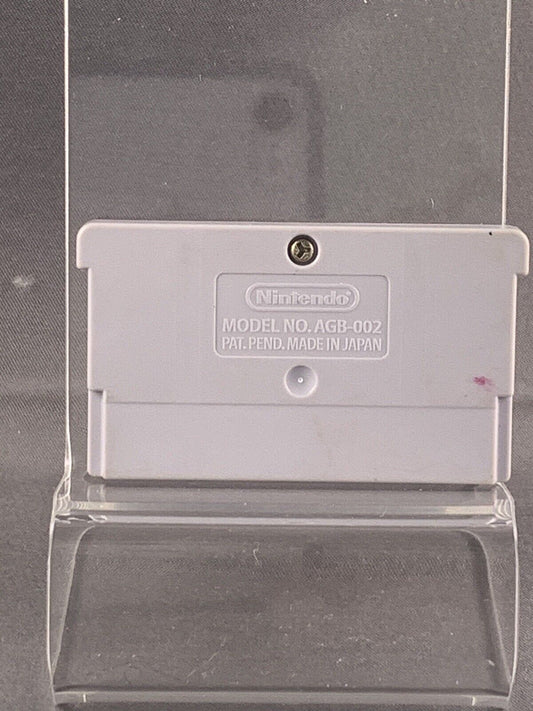 Nintendo
MODEL NO. AGB-002
PAT. PEND. MADE IN JAPAN